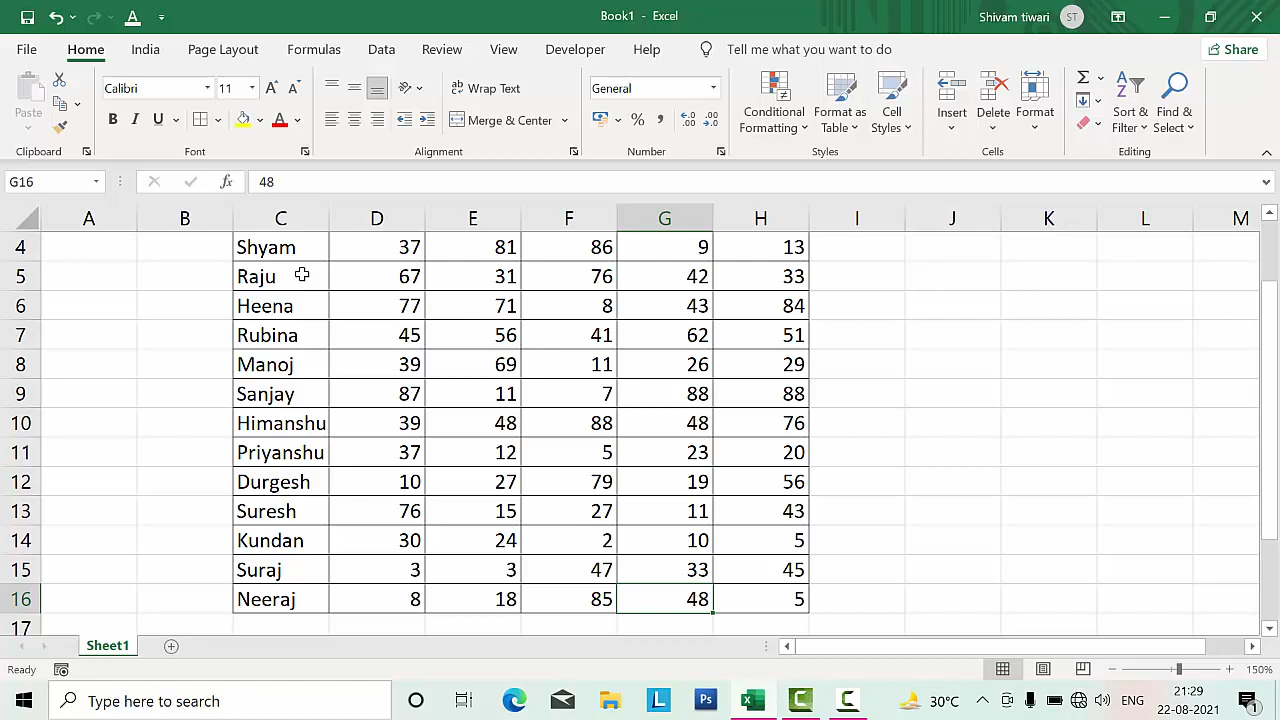 Book1 - Excel
Shivam tiwari
ST
File Home India Page Layout Formulas Data Review View Developer Help Tell me what you want to do Share
Paste
Calibri 11
B I U A
Wrap Text
Merge & Center
General
% ,
Conditional Formatting
Format as Table
Cell Styles
Insert
Delete
Format
Sort & Filter
Find & Select
Clipboard Font Alignment Number Styles Cells Editing
G16 fx 48
A B C D E F G H I J K L M
4 Shyam 37 81 86 9 13
5 Raju 67 31 76 42 33
6 Heena 77 71 8 43 84
7 Rubina 45 56 41 62 51
8 Manoj 39 69 11 26 29
9 Sanjay 87 11 7 88 88
10 Himanshu 39 48 88 48 76
11 Priyanshu 37 12 5 23 20
12 Durgesh 10 27 79 19 56
13 Suresh 76 15 27 11 43
14 Kundan 30 24 2 10 5
15 Suraj 3 3 47 33 45
16 Neeraj 8 18 85 48 5
17
Sheet1
Ready 150%
Type here to search
L Ps
30°C ENG
21:29
22-08-2021